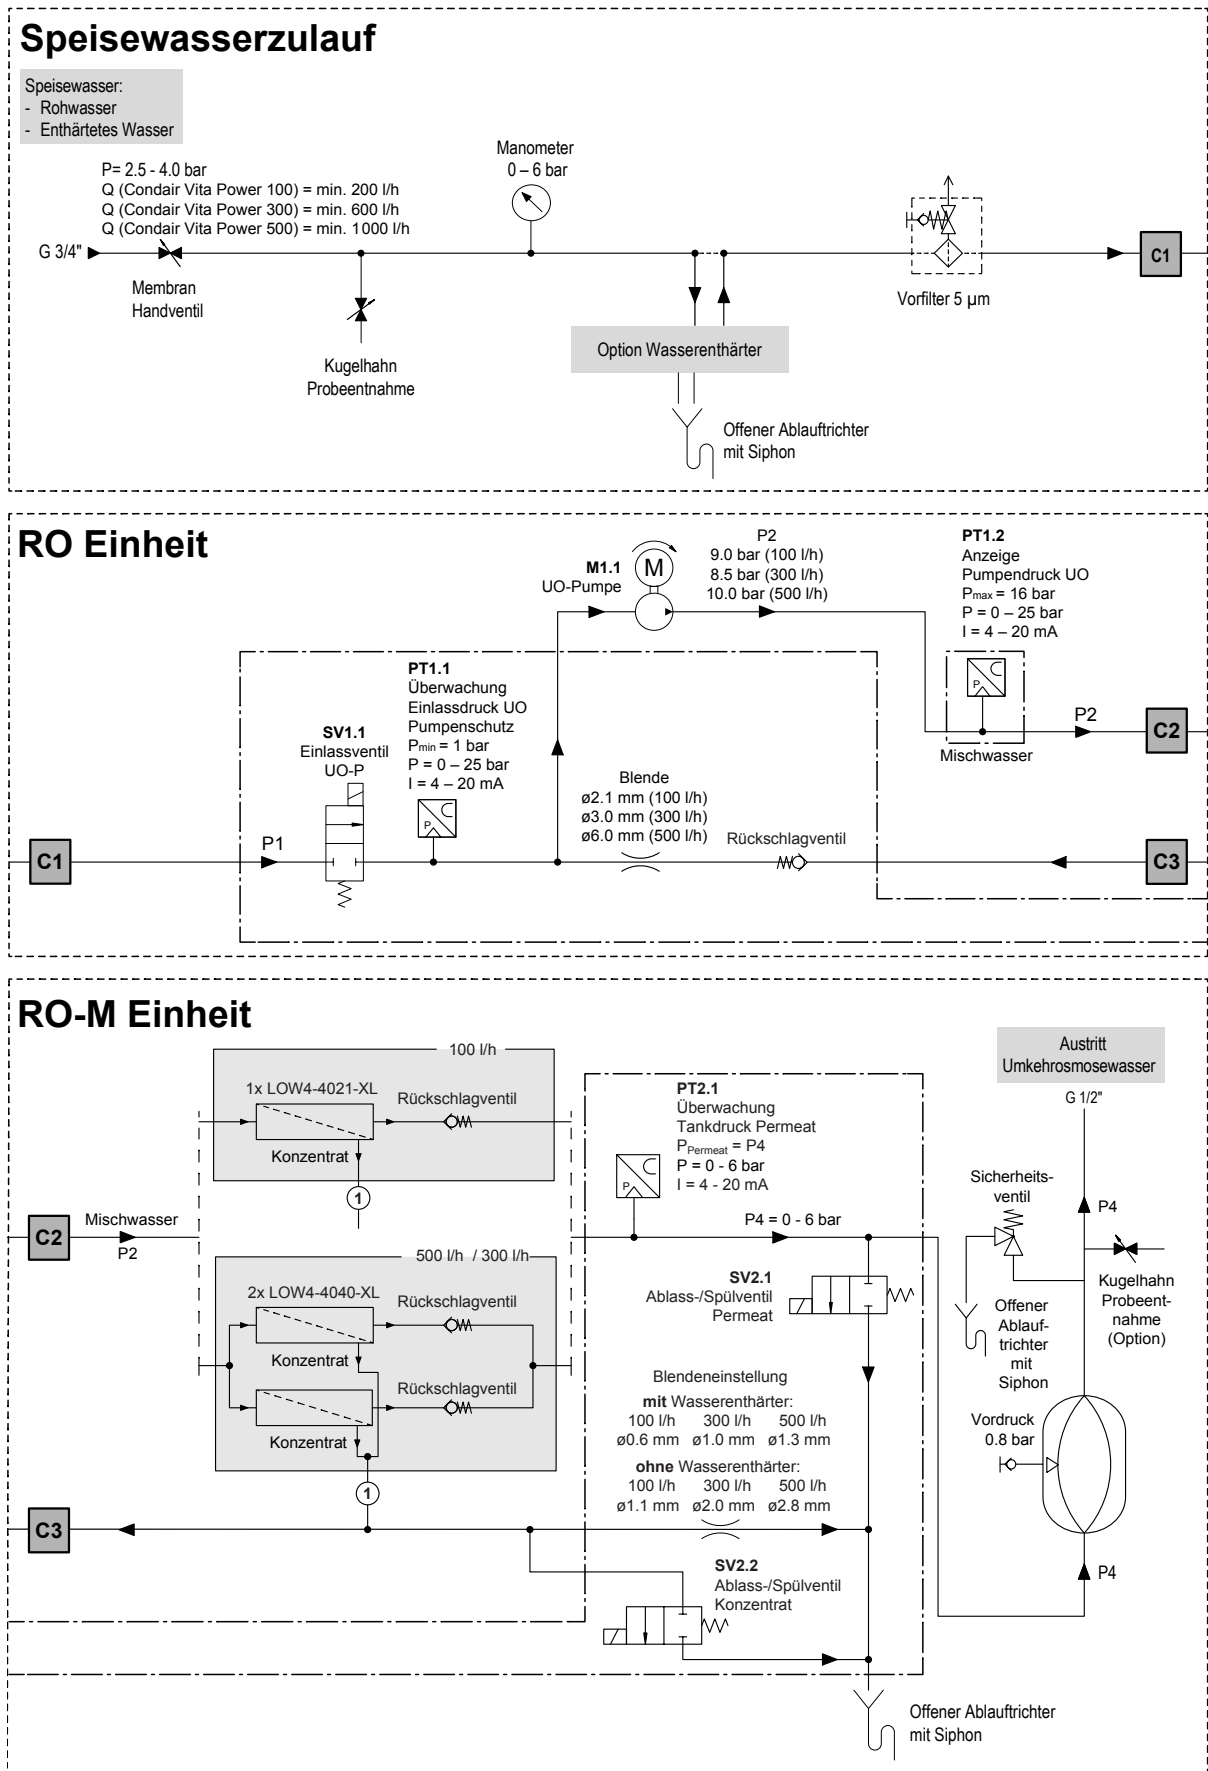 Speisewasserzulauf
Speisewasser:
- Rohwasser
- Enthärtetes Wasser
P= 2.5 - 4.0 bar
Q (Condair Vita Power 100) = min. 200 l/h
Q (Condair Vita Power 300) = min. 600 l/h
Q (Condair Vita Power 500) = min. 1000 l/h
G 3/4"
Membran
Handventil
Kugelhahn
Probeentnahme
Manometer
0 – 6 bar
Option Wasserenthärter
Offener Ablauftrichter
mit Siphon
Vorfilter 5 µm
C1
RO Einheit
M1.1
UO-Pumpe
M
P2
9.0 bar (100 l/h)
8.5 bar (300 l/h)
10.0 bar (500 l/h)
PT1.2
Anzeige
Pumpendruck UO
Pmax = 16 bar
P = 0 – 25 bar
I = 4 – 20 mA
P
Mischwasser
P2
C2
PT1.1
Überwachung
Einlassdruck UO
Pumpenschutz
Pmin = 1 bar
P = 0 – 25 bar
I = 4 – 20 mA
P
SV1.1
Einlassventil
UO-P
Blende
ø2.1 mm (100 l/h)
ø3.0 mm (300 l/h)
ø6.0 mm (500 l/h)
Rückschlagventil
C1
P1
C3
RO-M Einheit
100 l/h
1x LOW4-4021-XL
Rückschlagventil
Konzentrat
1
C2
Mischwasser
P2
500 l/h / 300 l/h
2x LOW4-4040-XL
Rückschlagventil
Konzentrat
Rückschlagventil
Konzentrat
1
C3
PT2.1
Überwachung
Tankdruck Permeat
PPermeat = P4
P = 0 - 6 bar
I = 4 - 20 mA
P
P4 = 0 - 6 bar
SV2.1
Ablass-/Spülventil
Permeat
Blendeneinstellung
mit Wasserenthärter:
100 l/h 300 l/h 500 l/h
ø0.6 mm ø1.0 mm ø1.3 mm
ohne Wasserenthärter:
100 l/h 300 l/h 500 l/h
ø1.1 mm ø2.0 mm ø2.8 mm
SV2.2
Ablass-/Spülventil
Konzentrat
Offener Ablauftrichter
mit Siphon
Austritt
Umkehrosmosewasser
G 1/2"
Sicherheits-
ventil
P4
Kugelhahn
Probeent-
nahme
(Option)
Offener
Ablauf-
trichter
mit
Siphon
Vordruck
0.8 bar
P4